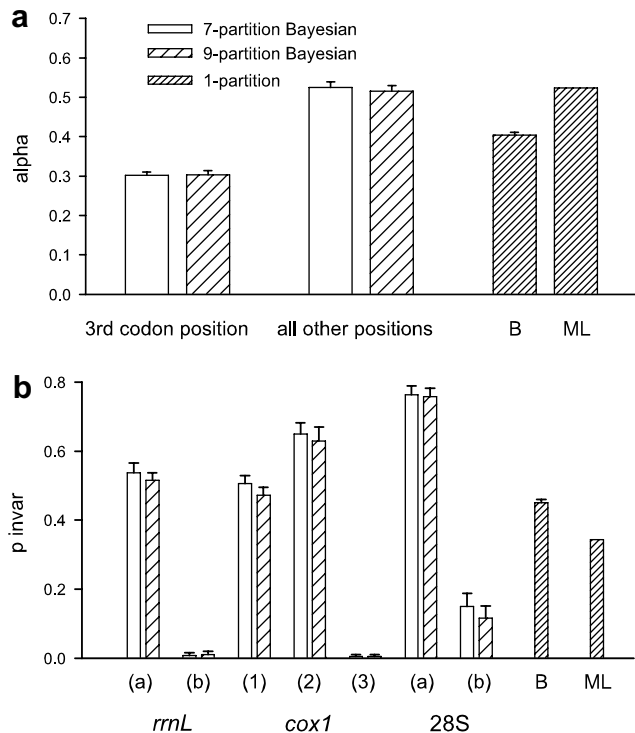 a
0.7
0.6
0.5
0.4
0.3
0.2
0.1
0.0
alpha
7-partition Bayesian
9-partition Bayesian
1-partition
3rd codon position all other positions B ML
b
0.8
0.6
0.4
0.2
0.0
p invar
(a) (b) (1) (2) (3) (a) (b) B ML
rrnL cox1 28S